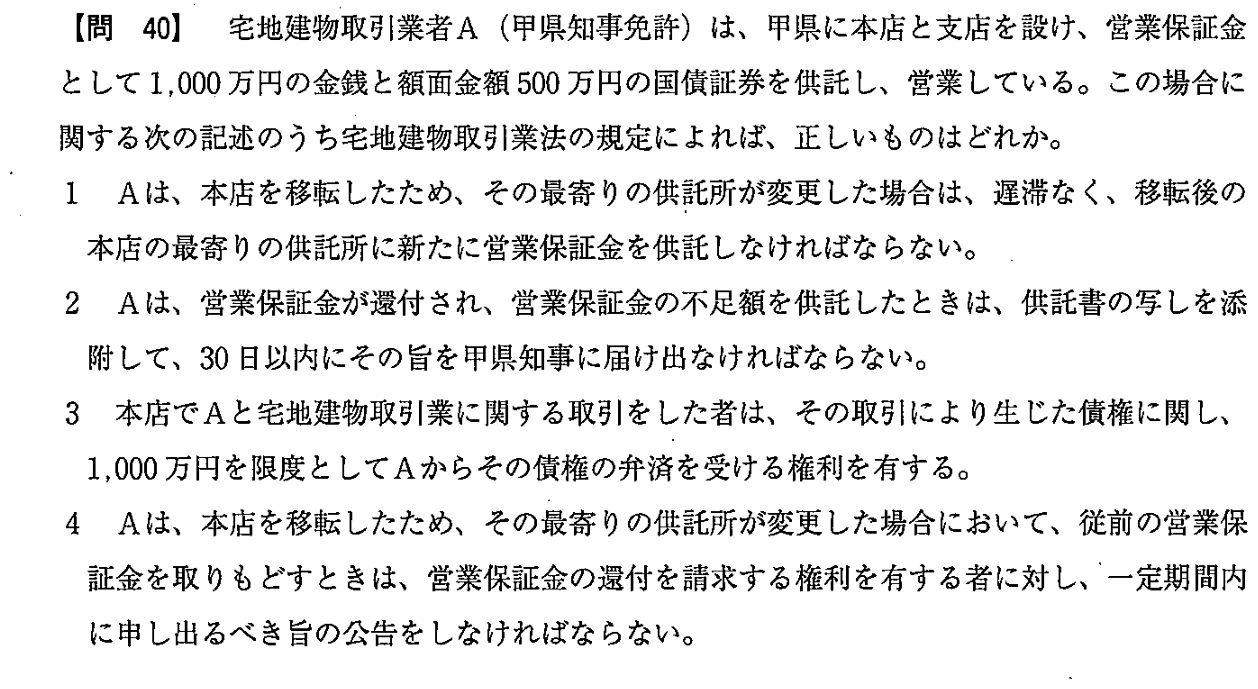 【問　40】　宅地建物取引業者A（甲県知事免許）は、甲県に本店と支店を設け、営業保証金
として1,000万円の金銭と額面金額500万円の国債証券を供託し、営業している。この場合に
関する次の記述のうち宅地建物取引業法の規定によれば、正しいものはどれか。
1　Aは、本店を移転したため、その最寄りの供託所が変更した場合は、遅滞なく、移転後の
本店の最寄りの供託所に新たに営業保証金を供託しなければならない。
2　Aは、営業保証金が還付され、営業保証金の不足額を供託したときは、供託書の写しを添
附して、30日以内にその旨を甲県知事に届け出なければならない。
3　本店でAと宅地建物取引業に関する取引をした者は、その取引により生じた債権に関し、
1,000万円を限度としてAからその債権の弁済を受ける権利を有する。
4　Aは、本店を移転したため、その最寄りの供託所が変更した場合において、従前の営業保
証金を取りもどすときは、営業保証金の還付を請求する権利を有する者に対し、一定期間内
に申し出るべき旨の公告をしなければならない。